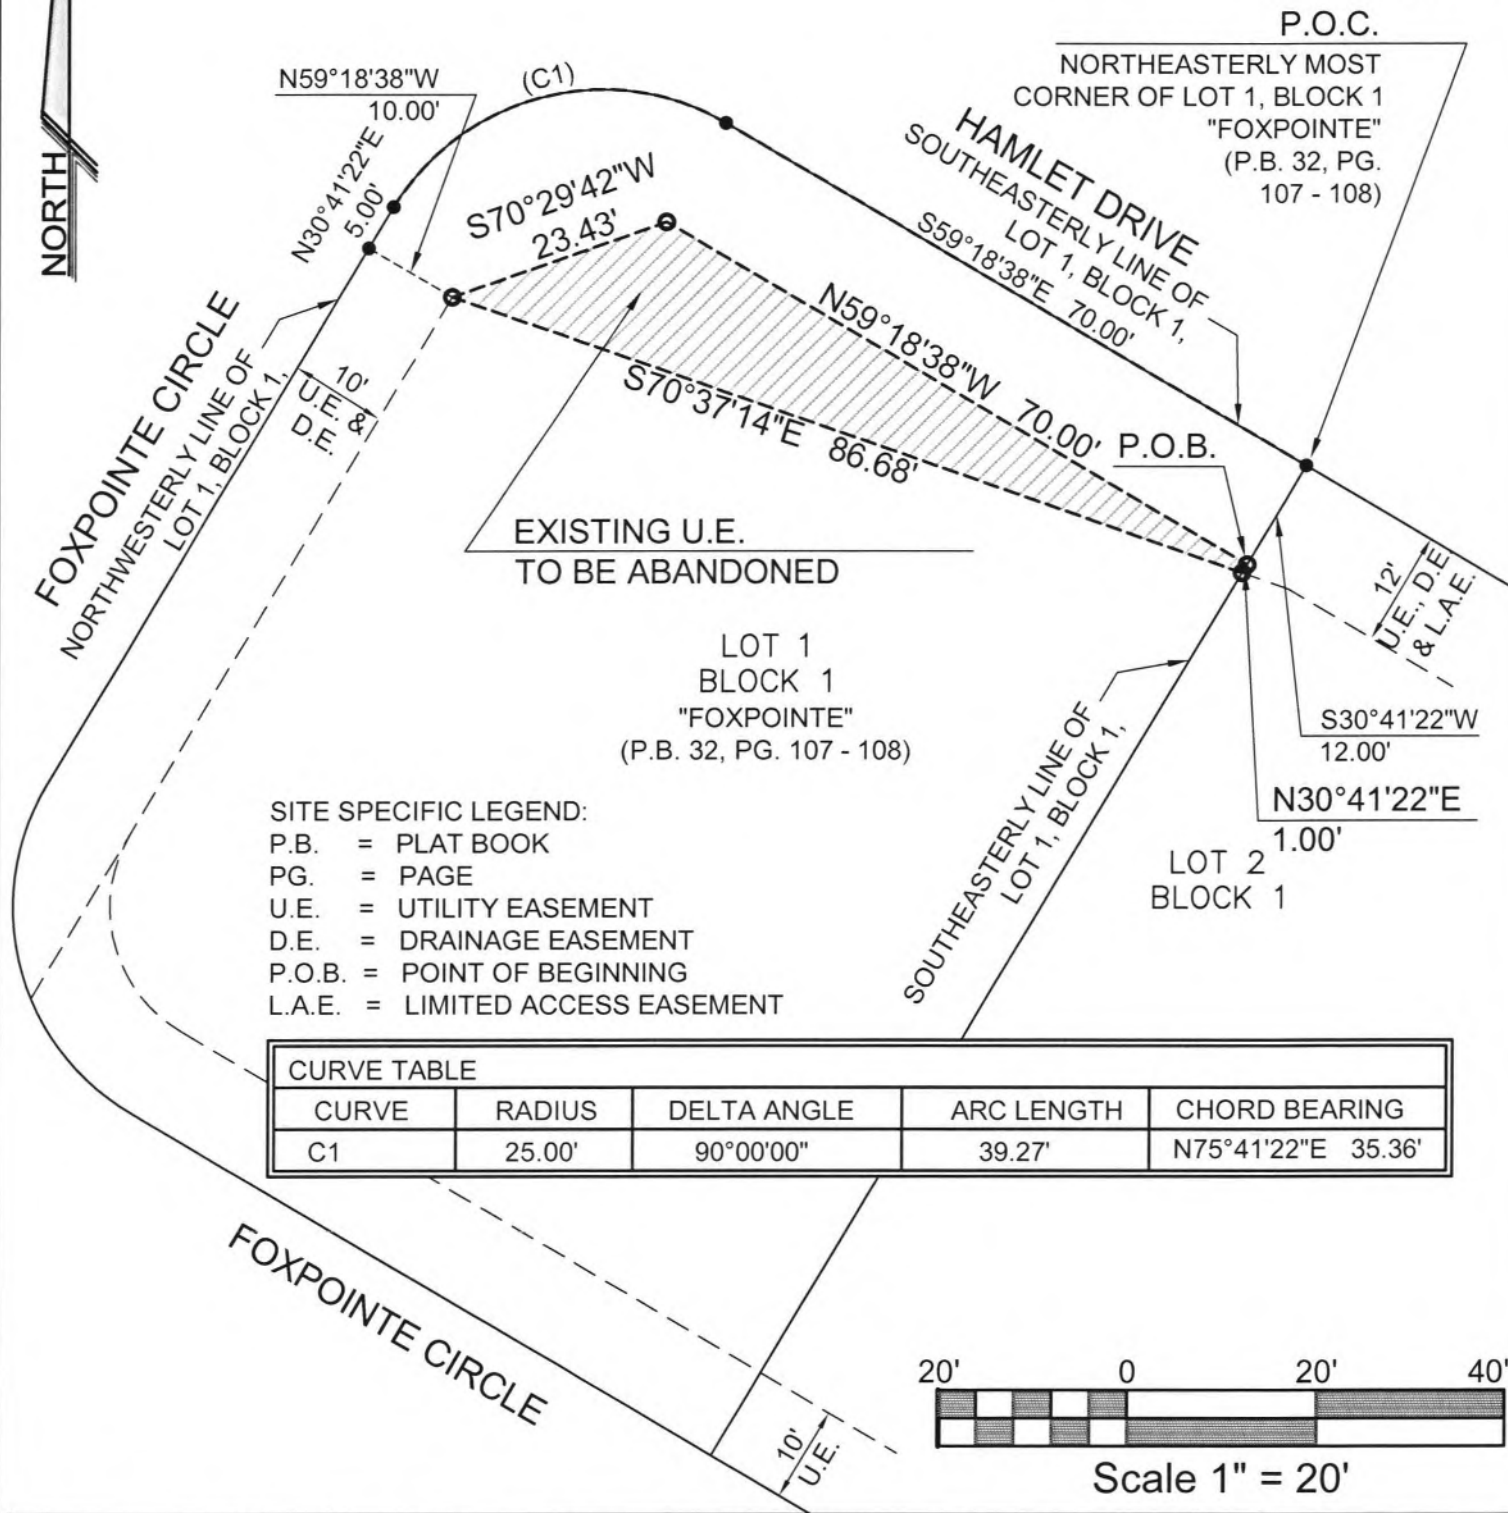 P.O.C.
NORTHEASTERLY MOST
CORNER OF LOT 1, BLOCK 1
"FOXPOINTE"
(P.B. 32, PG.
107 - 108)
NORTH
N59°18'38"W
10.00'
(C1)
N30°41'22"E
5.00'
S70°29'42"W
23.43'
HAMLET DRIVE
SOUTHEASTERLY LINE OF
LOT 1, BLOCK 1,
S59°18'38"E 70.00'
N59°18'38"W 70.00'
S70°37'14"E 86.68'
P.O.B.
FOXPOINTE CIRCLE
NORTHWESTERLY LINE OF
LOT 1, BLOCK 1,
10'
U.E. &
D.E.
EXISTING U.E.
TO BE ABANDONED
12'
U.E., D.E
& L.A.E.
LOT 1
BLOCK 1
"FOXPOINTE"
(P.B. 32, PG. 107 - 108)
S30°41'22"W
12.00'
N30°41'22"E
1.00'
SOUTHEASTERLY LINE OF
LOT 1, BLOCK 1,
LOT 2
BLOCK 1
SITE SPECIFIC LEGEND:
P.B. = PLAT BOOK
PG. = PAGE
U.E. = UTILITY EASEMENT
D.E. = DRAINAGE EASEMENT
P.O.B. = POINT OF BEGINNING
L.A.E. = LIMITED ACCESS EASEMENT
CURVE TABLE
CURVE RADIUS DELTA ANGLE ARC LENGTH CHORD BEARING
C1 25.00' 90°00'00" 39.27' N75°41'22"E 35.36'
FOXPOINTE CIRCLE
10'
U.E.
20' 0 20' 40'
Scale 1" = 20'